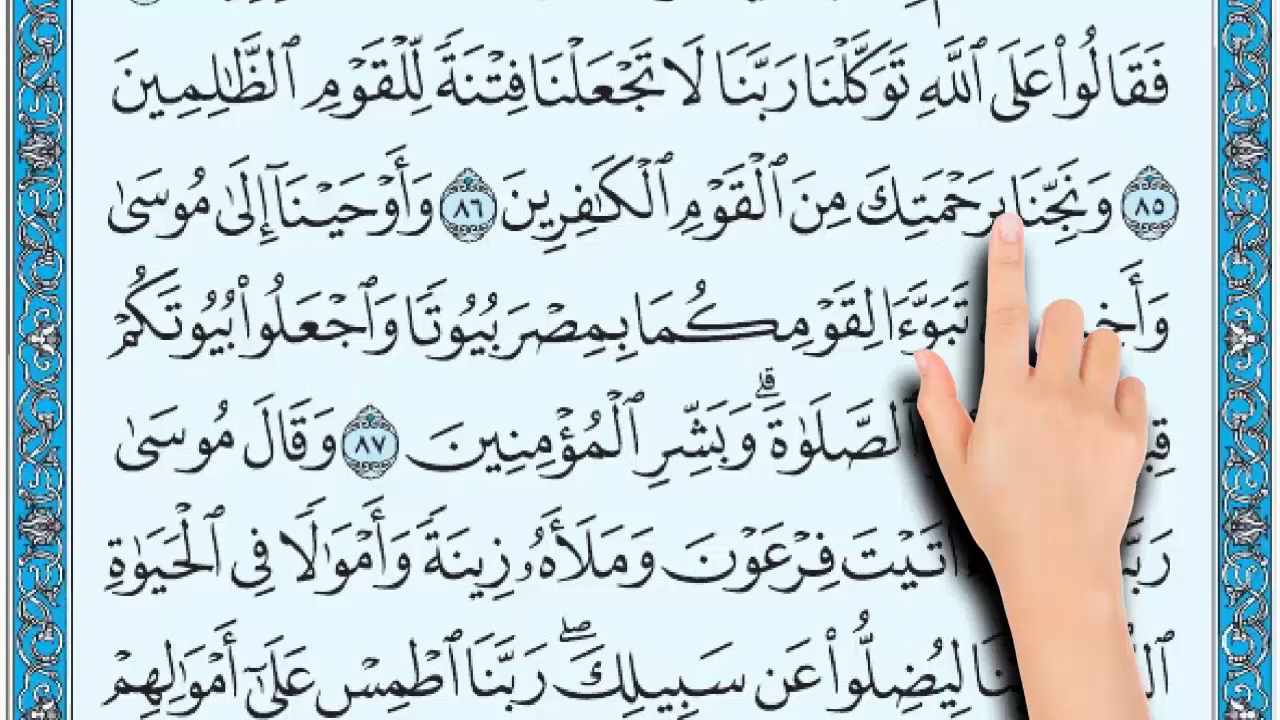 فَقَالُوا۟ عَلَى ٱللَّهِ تَوَكَّلْنَا رَبَّنَا لَا تَجْعَلْنَا فِتْنَةً لِّلْقَوْمِ ٱلظَّـٰلِمِينَ
٨٥ وَنَجِّنَا بِرَحْمَتِكَ مِنَ ٱلْقَوْمِ ٱلْكَـٰفِرِينَ ٨٦ وَأَوْحَيْنَآ إِلَىٰ مُوسَىٰ
تَبَوَّءَا لِقَوْمِكُمَا بِمِصْرَ بُيُوتًا وَٱجْعَلُوا۟ بُيُوتَكُمْ
ٱلصَّلَوٰةَ ۗ وَبَشِّرِ ٱلْمُؤْمِنِينَ ٨٧ وَقَالَ مُوسَىٰ
ءَاتَيْتَ فِرْعَوْنَ وَمَلَأَهُۥ زِينَةً وَأَمْوَٰلًا فِى ٱلْحَيَوٰةِ
لِيُضِلُّوا۟ عَن سَبِيلِكَ ۖ رَبَّنَا ٱطْمِسْ عَلَىٰٓ أَمْوَٰلِهِمْ